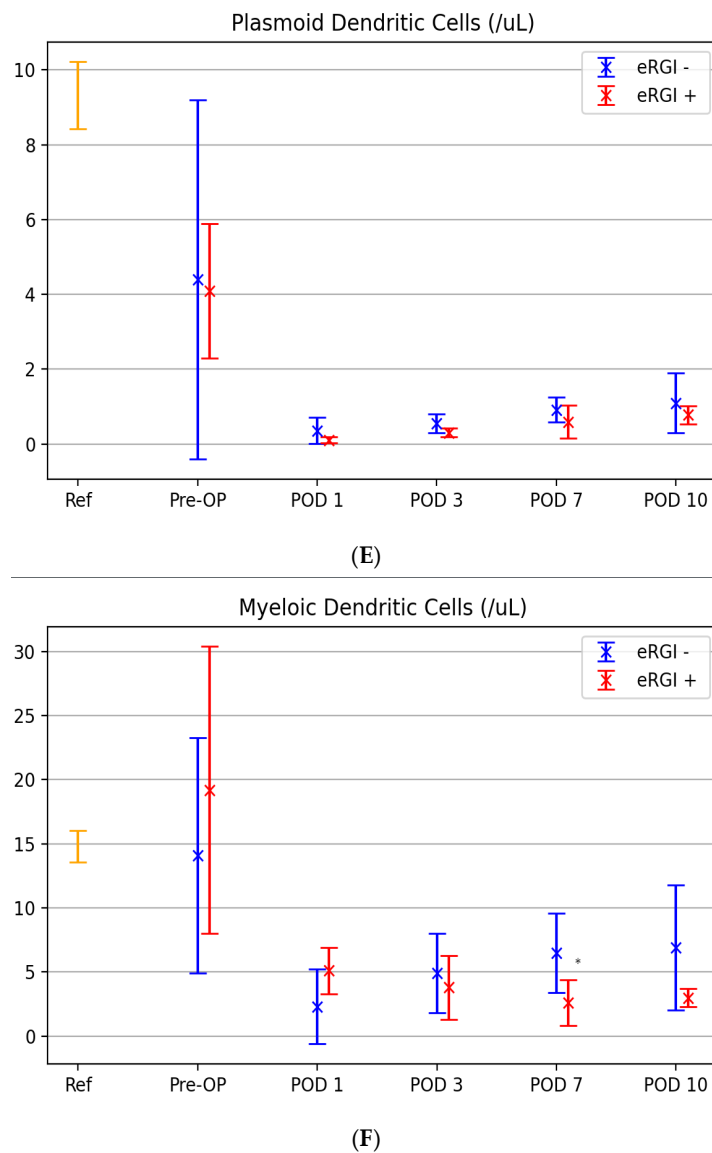 Plasmoid Dendritic Cells (/uL)
10
8
6
4
2
0
eRGI -
eRGI +
Ref Pre-OP POD 1 POD 3 POD 7 POD 10
(E)
Myeloic Dendritic Cells (/uL)
30
25
20
15
10
5
0
eRGI -
eRGI +
*
Ref Pre-OP POD 1 POD 3 POD 7 POD 10
(F)